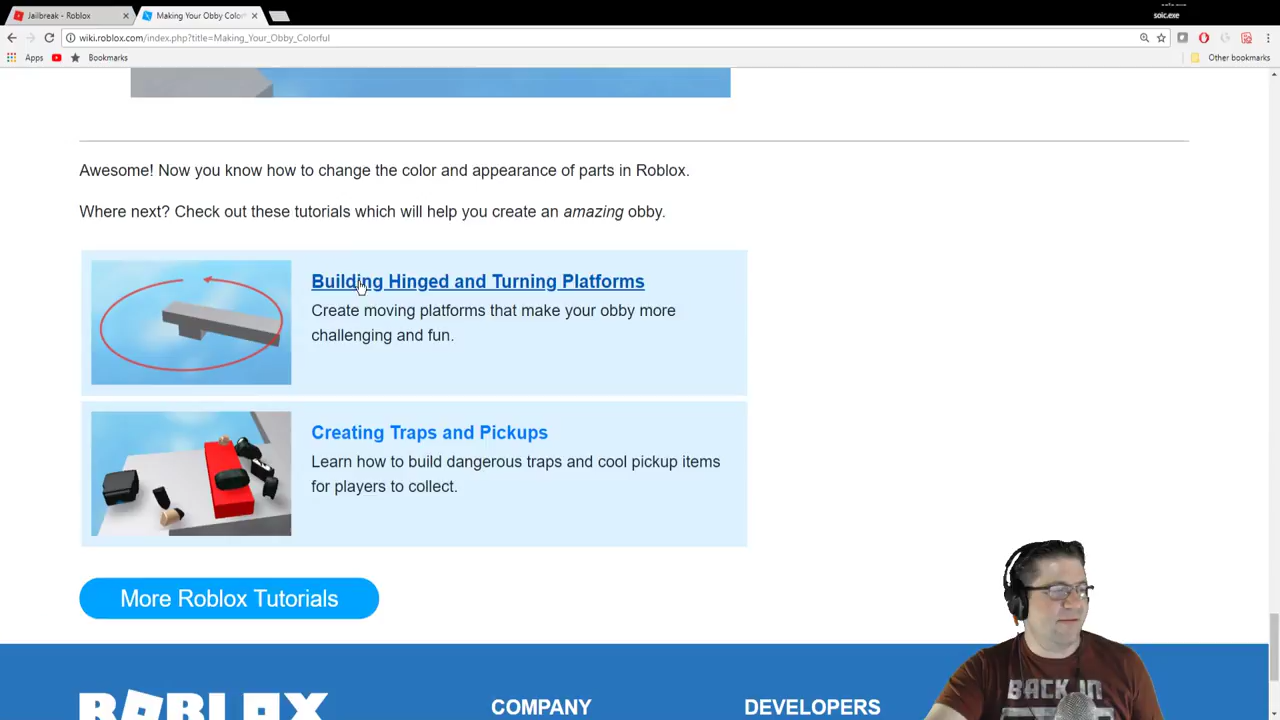 Jailbreak - Roblox
Making Your Obby Color
wiki.roblox.com/index.php?title=Making_Your_Obby_Colorful
Apps
Bookmarks
Other bookmarks
Awesome! Now you know how to change the color and appearance of parts in Roblox.
Where next? Check out these tutorials which will help you create an amazing obby.
Building Hinged and Turning Platforms
Create moving platforms that make your obby more
challenging and fun.
Creating Traps and Pickups
Learn how to build dangerous traps and cool pickup items
for players to collect.
More Roblox Tutorials
ROBLOX
COMPANY
DEVELOPERS
BACK IN